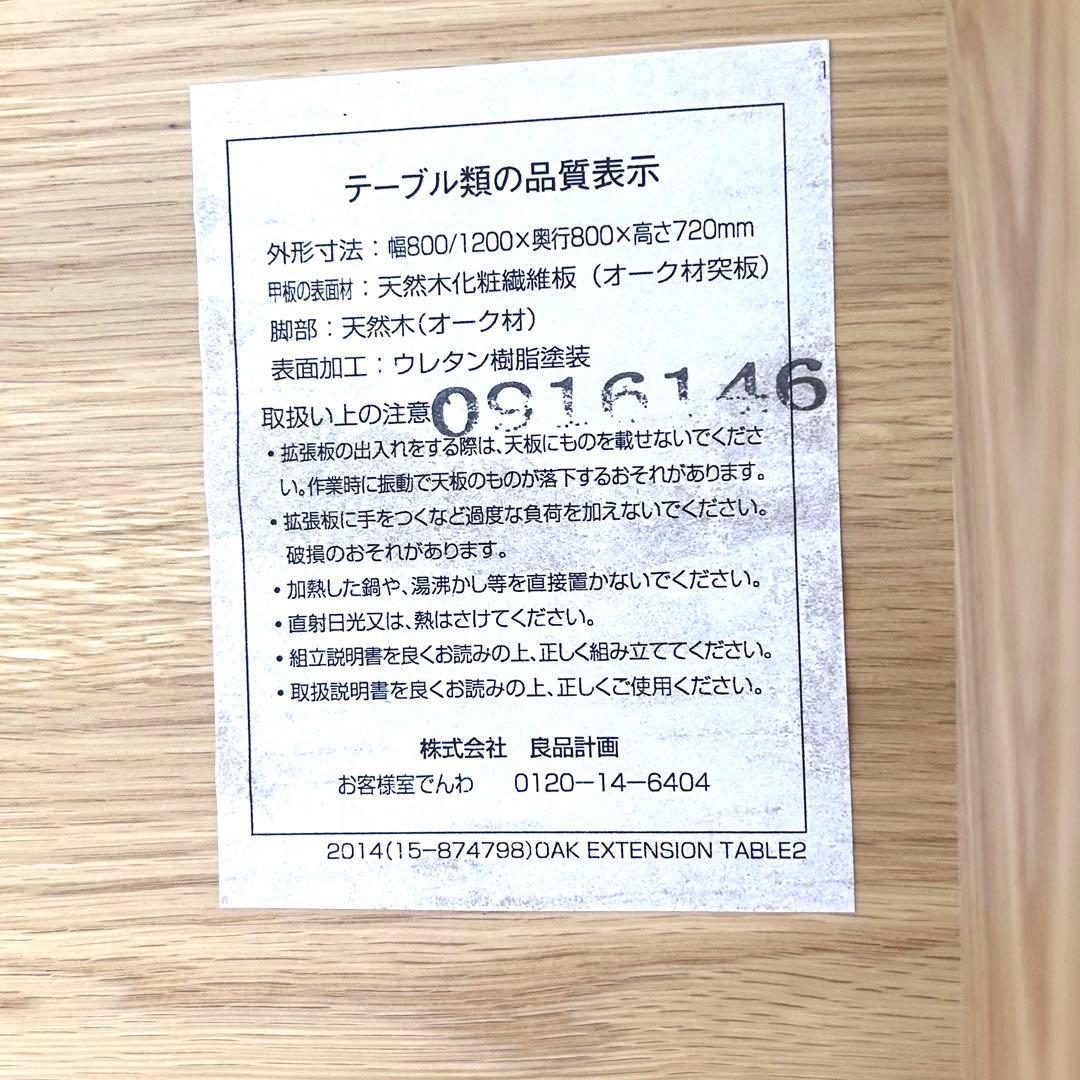 テーブル類の品質表示
外形寸法：幅800/1200×奥行800×高さ720mm
甲板の表面材：天然木化粧繊維板（オーク材突板）
脚部：天然木(オーク材)
表面加工：ウレタン樹脂塗装
0916146
取扱い上の注意
・拡張板の出入れをする際は、天板にものを載せないでくださ
い。作業時に振動で天板のものが落下するおそれがあります。
・拡張板に手をつくなど過度な負荷を加えないでください。
破損のおそれがあります。
・加熱した鍋や、湯沸かし等を直接置かないでください。
・直射日光又は、熱はさけてください。
・組立説明書を良くお読みの上、正しく組み立ててください。
・取扱説明書を良くお読みの上、正しくご使用ください。
株式会社　良品計画
お客様室でんわ　0120−14−6404
2014(15−874798)OAK EXTENSION TABLE2